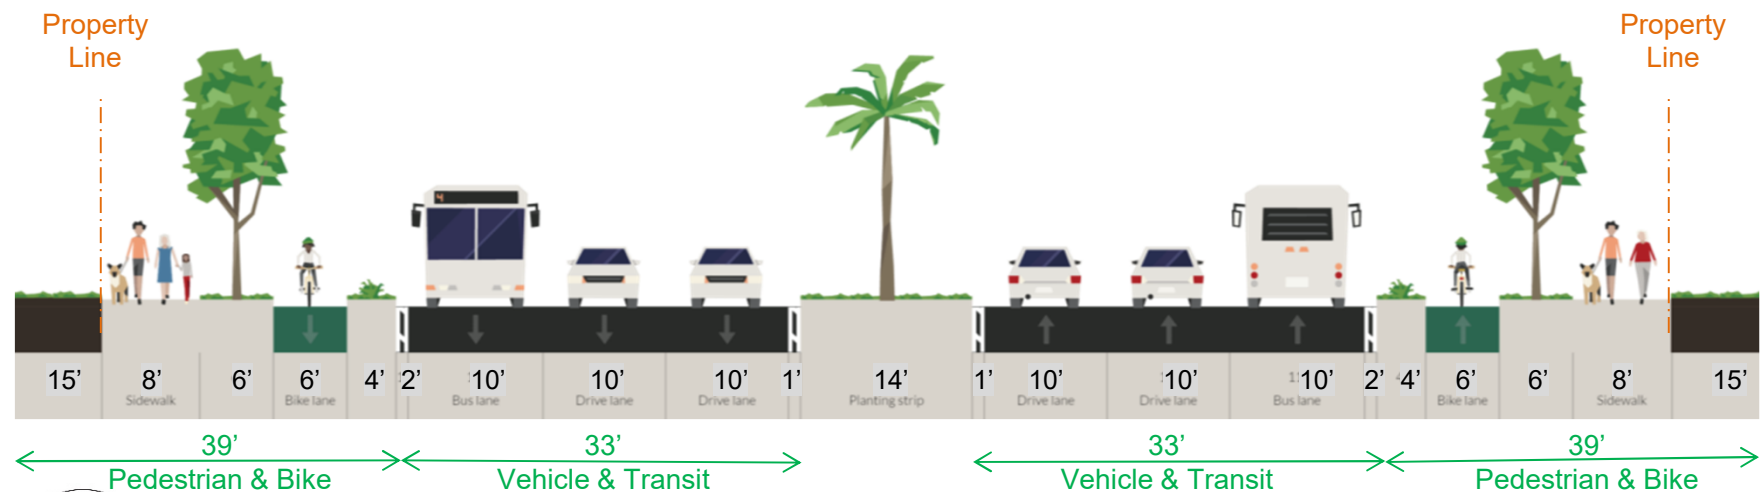 Property
Line
Property
Line
4
15’ 8’ 6’ 6’ 4’ 2’ 10’ 10’ 10’ 1’ 14’ 1’ 10’ 10’ 10’ 2’ 4’ 6’ 6’ 8’ 15’
Sidewalk Bike lane Bus lane Drive lane Drive lane Planting strip Drive lane Drive lane Bus lane Bike lane Sidewalk
39’ 33’ 33’ 39’
Pedestrian & Bike Vehicle & Transit Vehicle & Transit Pedestrian & Bike